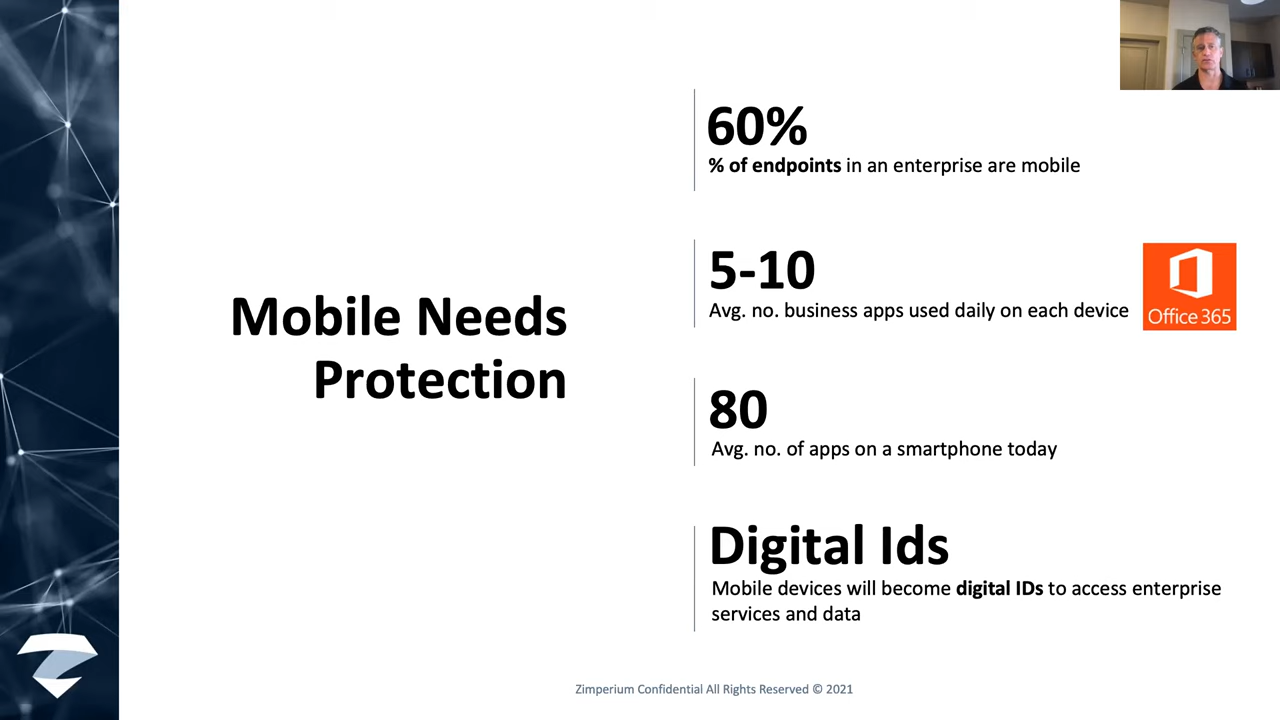 Mobile Needs
Protection
60%
% of endpoints in an enterprise are mobile
5-10
Avg. no. business apps used daily on each device
Office 365
80
Avg. no. of apps on a smartphone today
Digital Ids
Mobile devices will become digital IDs to access enterprise
services and data
Zimperium Confidential All Rights Reserved © 2021